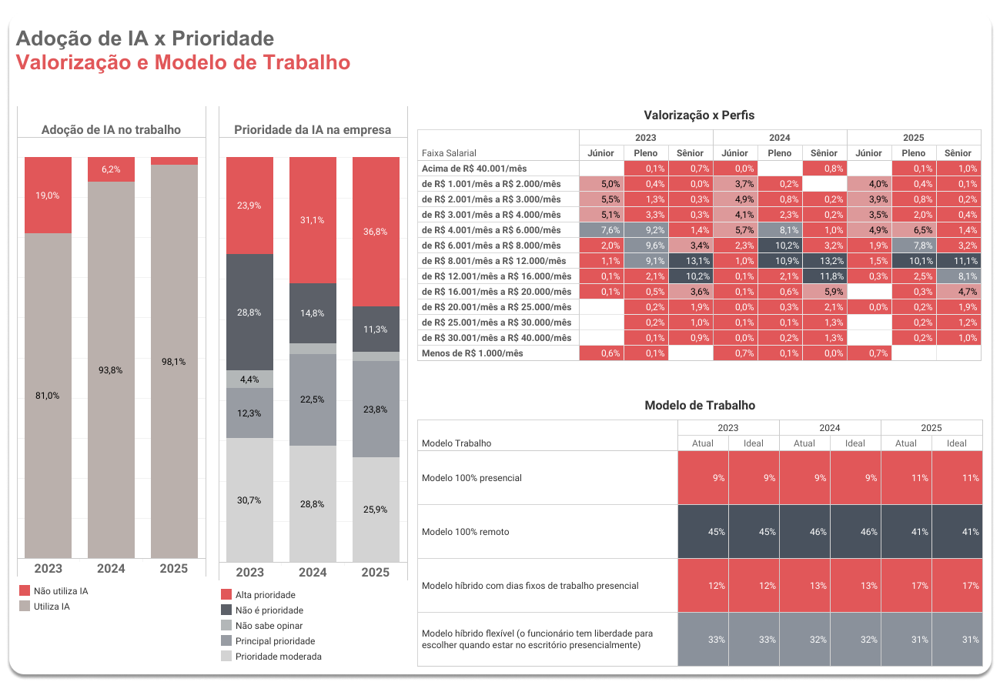 Adoção de IA x Prioridade
Valorização e Modelo de Trabalho
Adoção de IA no trabalho
19,0%
6,2%
81,0%
93,8%
98,1%
2023 2024 2025
Não utiliza IA
Utiliza IA
Prioridade da IA na empresa
23,9%
31,1%
36,8%
28,8%
14,8%
11,3%
4,4%
12,3%
22,5%
23,8%
30,7%
28,8%
25,9%
2023 2024 2025
Alta prioridade
Não é prioridade
Não sabe opinar
Principal prioridade
Prioridade moderada
Valorização x Perfis
2023 2024 2025
Faixa Salarial Júnior Pleno Sênior Júnior Pleno Sênior Júnior Pleno Sênior
Acima de R$ 40.001/mês 0,1% 0,7% 0,0% 0,8% 0,1% 1,0%
de R$ 1.001/mês a R$ 2.000/mês 5,0% 0,4% 0,0% 3,7% 0,2% 4,0% 0,4% 0,1%
de R$ 2.001/mês a R$ 3.000/mês 5,5% 1,3% 0,3% 4,9% 0,8% 0,2% 3,9% 0,8% 0,2%
de R$ 3.001/mês a R$ 4.000/mês 5,1% 3,3% 0,3% 4,1% 2,3% 0,2% 3,5% 2,0% 0,4%
de R$ 4.001/mês a R$ 6.000/mês 7,6% 9,2% 1,4% 5,7% 8,1% 1,0% 4,9% 6,5% 1,4%
de R$ 6.001/mês a R$ 8.000/mês 2,0% 9,6% 3,4% 2,3% 10,2% 3,2% 1,9% 7,8% 3,2%
de R$ 8.001/mês a R$ 12.000/mês 1,1% 9,1% 13,1% 1,0% 10,9% 13,2% 1,5% 10,1% 11,1%
de R$ 12.001/mês a R$ 16.000/mês 0,1% 2,1% 10,2% 0,1% 2,1% 11,8% 0,3% 2,5% 8,1%
de R$ 16.001/mês a R$ 20.000/mês 0,1% 0,5% 3,6% 0,1% 0,6% 5,9% 0,3% 4,7%
de R$ 20.001/mês a R$ 25.000/mês 0,2% 1,9% 0,0% 0,3% 2,1% 0,0% 0,2% 1,9%
de R$ 25.001/mês a R$ 30.000/mês 0,2% 1,0% 0,1% 0,1% 1,3% 0,2% 1,2%
de R$ 30.001/mês a R$ 40.000/mês 0,1% 0,9% 0,0% 0,2% 1,3% 0,2% 1,0%
Menos de R$ 1.000/mês 0,6% 0,1% 0,7% 0,1% 0,0% 0,7%
Modelo de Trabalho
2023 2024 2025
Modelo Trabalho Atual Ideal Atual Ideal Atual Ideal
Modelo 100% presencial 9% 9% 9% 9% 11% 11%
Modelo 100% remoto 45% 45% 46% 46% 41% 41%
Modelo híbrido com dias fixos de trabalho presencial 12% 12% 13% 13% 17% 17%
Modelo híbrido flexível (o funcionário tem liberdade para
escolher quando estar no escritório presencialmente) 33% 33% 32% 32% 31% 31%